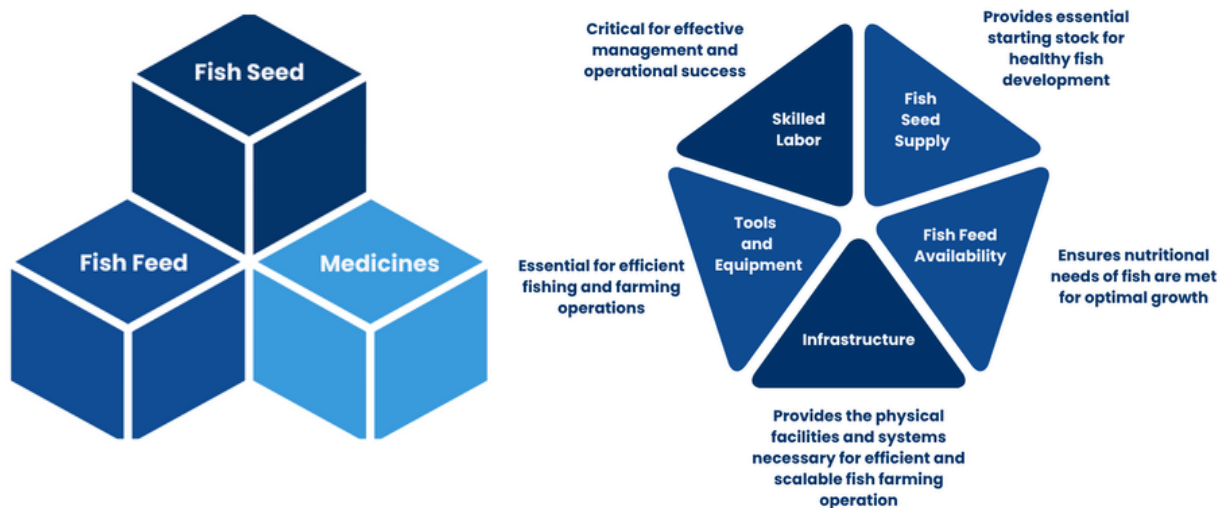 Fish Seed
Fish Feed
Medicines
Critical for effective
management and
operational success
Provides essential
starting stock for
healthy fish
development
Skilled
Labor
Fish
Seed
Supply
Tools
and
Equipment
Fish Feed
Availability
Essential for efficient
fishing and farming
operations
Ensures nutritional
needs of fish are met
for optimal growth
Infrastructure
Provides the physical
facilities and systems
necessary for efficient and
scalable fish farming
operation